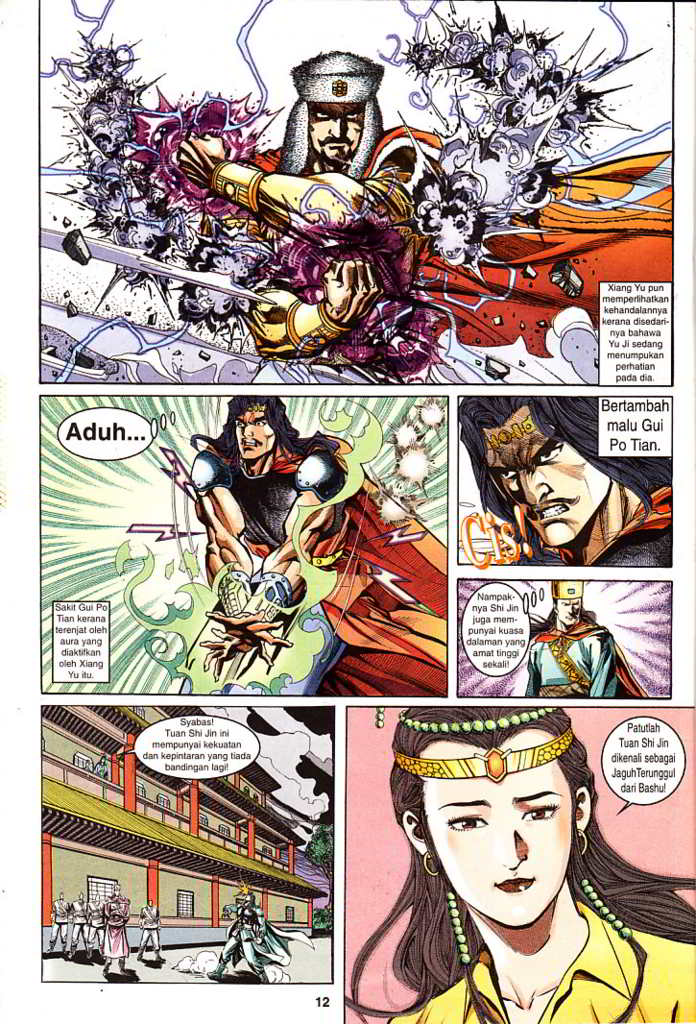 Xiang Yu pun
memperlihatkan
kehandalannya
kerana disedari-
nya bahawa
Yu Ji sedang
menumpukan
perhatian
pada dia.
Aduh...
Sakit Gui Po
Tian kerana
terenjat oleh
aura yang
diaktifkan
oleh Xiang
Yu itu.
Bertambah
malu Gui
Po Tian.
Cis!
Nampak-
nya Shi Jin
juga mem-
punyai kuasa
dalaman yang
amat tinggi
sekali!
Syabas!
Tuan Shi Jin ini
mempunyai kekuatan
dan kepintaran yang tiada
bandingan lagi!
Patutlah
Tuan Shi Jin
dikenali sebagai
JaguhTerunggul
dari Bashu!
12